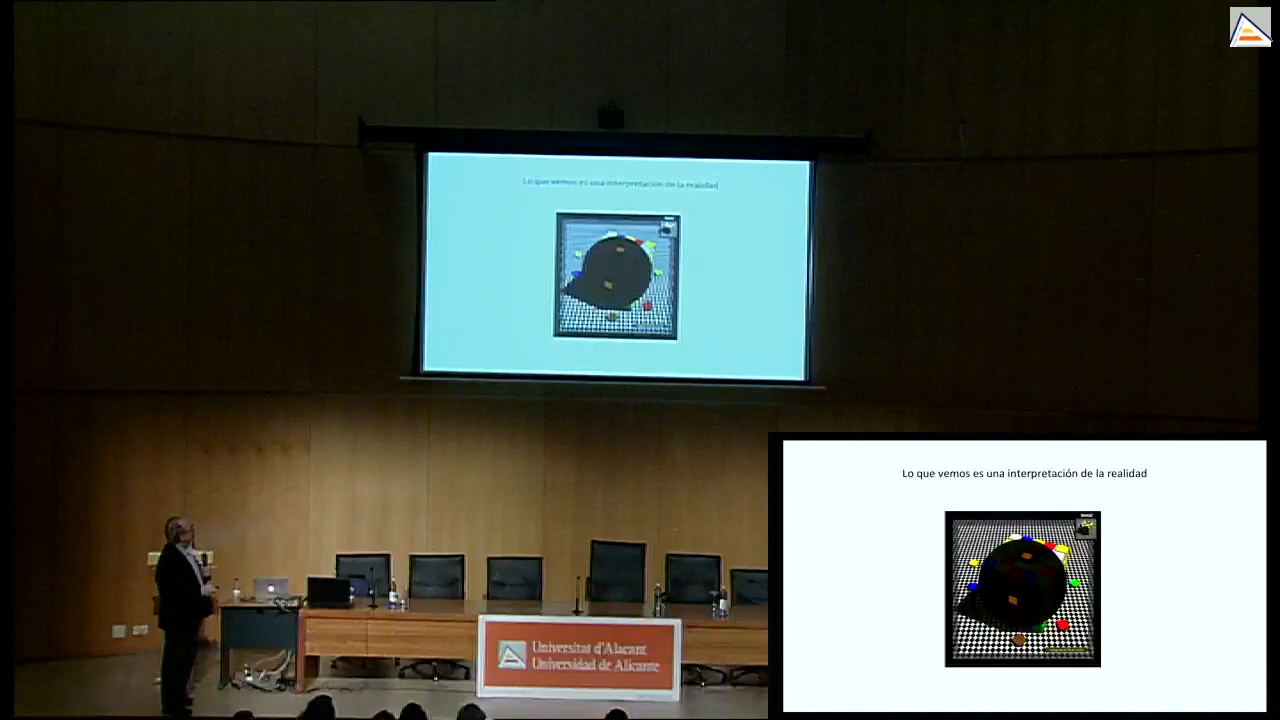 Lo que vemos es una interpretación de la realidad
Lo que vemos es una interpretación de la realidad
Universitat d'Alacant
Universidad de Alicante